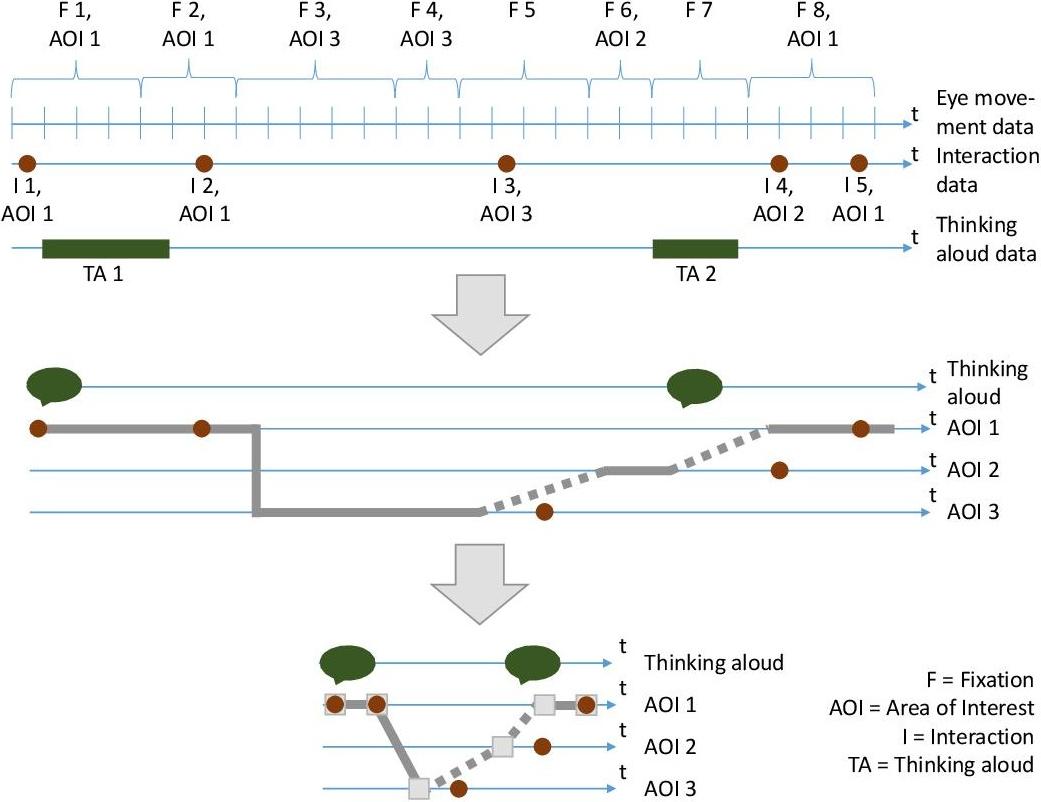 F 1, F 2, F 3, F 4, F 5 F 6, F 7 F 8,
AOI 1 AOI 1 AOI 3 AOI 3 AOI 2 AOI 1
t Eye move-
ment data
t Interaction
data
I 1, I 2, I 3, I 4, I 5,
AOI 1 AOI 1 AOI 3 AOI 2 AOI 1
t Thinking
aloud data
TA 1 TA 2
t Thinking
aloud
t AOI 1
t AOI 2
t AOI 3
t Thinking aloud
t AOI 1
t AOI 2
t AOI 3
F = Fixation
AOI = Area of Interest
I = Interaction
TA = Thinking aloud